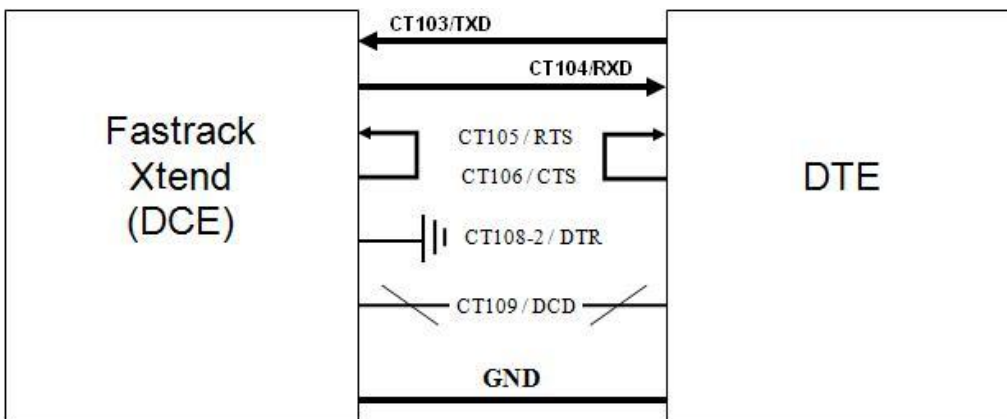 CT103/TXD
CT104/RXD
Fastrack
Xtend
(DCE)
CT105 / RTS
CT106 / CTS
DTE
CT108-2 / DTR
CT109 / DCD
GND